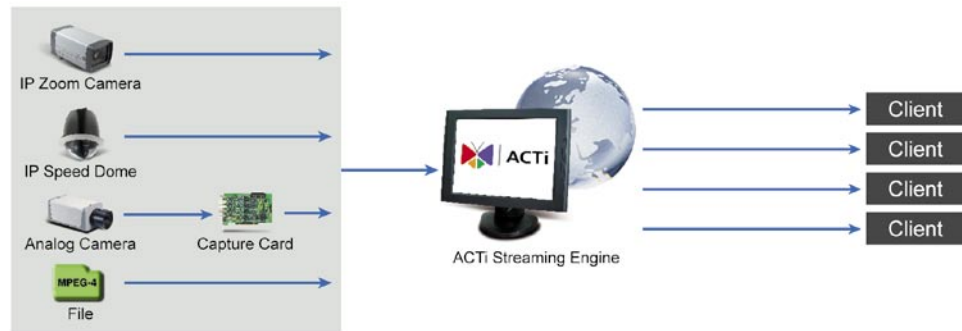 IP Zoom Camera
IP Speed Dome
Analog Camera
Capture Card
MPEG-4
File
ACTi
ACTi Streaming Engine
Client
Client
Client
Client